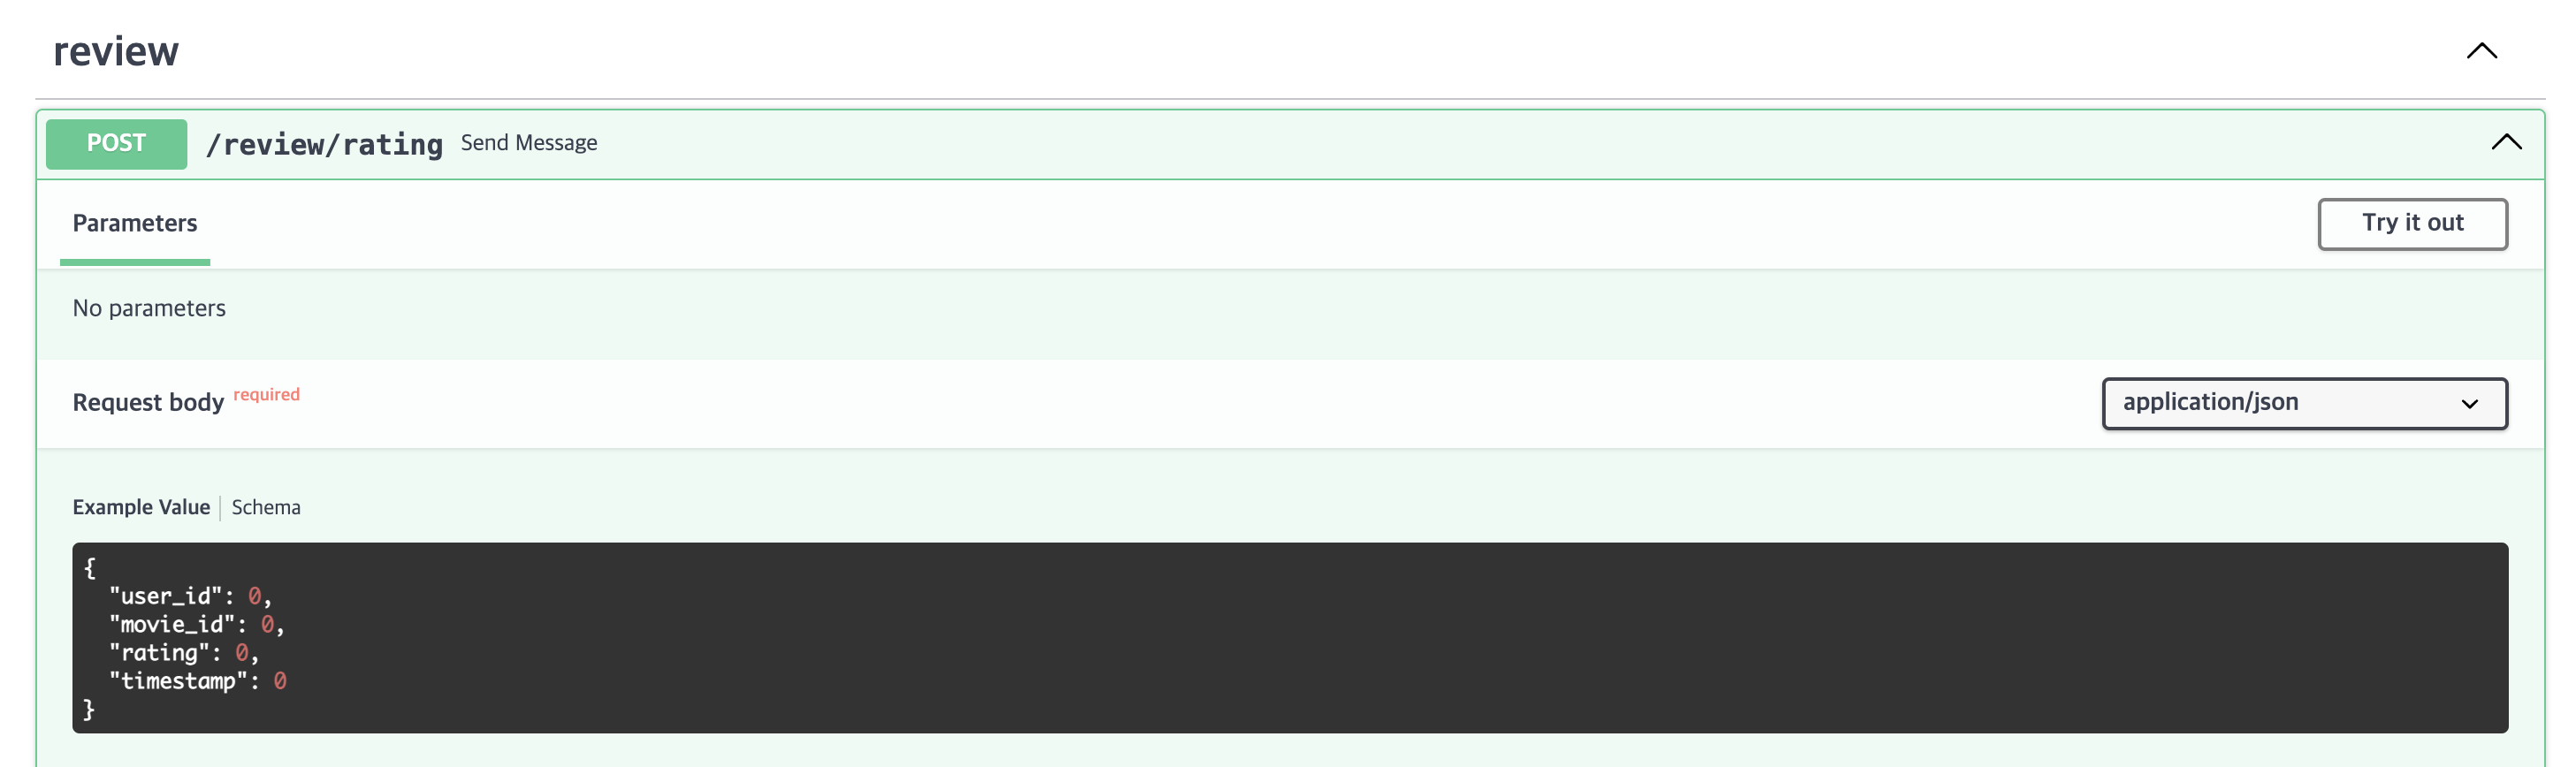 review
POST /review/rating Send Message
Parameters
Try it out
No parameters
Request body required
application/json
Example Value | Schema
{
  "user_id": 0,
  "movie_id": 0,
  "rating": 0,
  "timestamp": 0
}